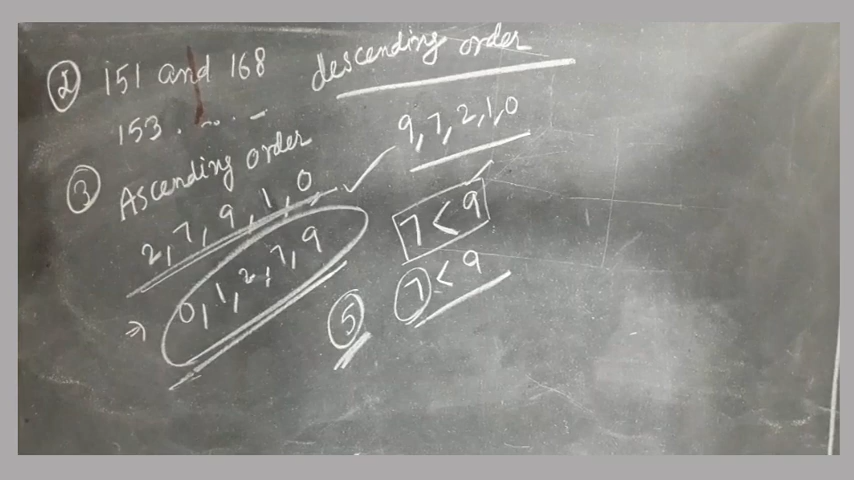 ② 151 and 168
153 . . . -
③ Ascending order
2, 7, 9, 1, 0
⇒ 0, 1, 2, 7, 9
descending order
9, 7, 2, 1, 0
7 < 9
⑤ 7 < 9